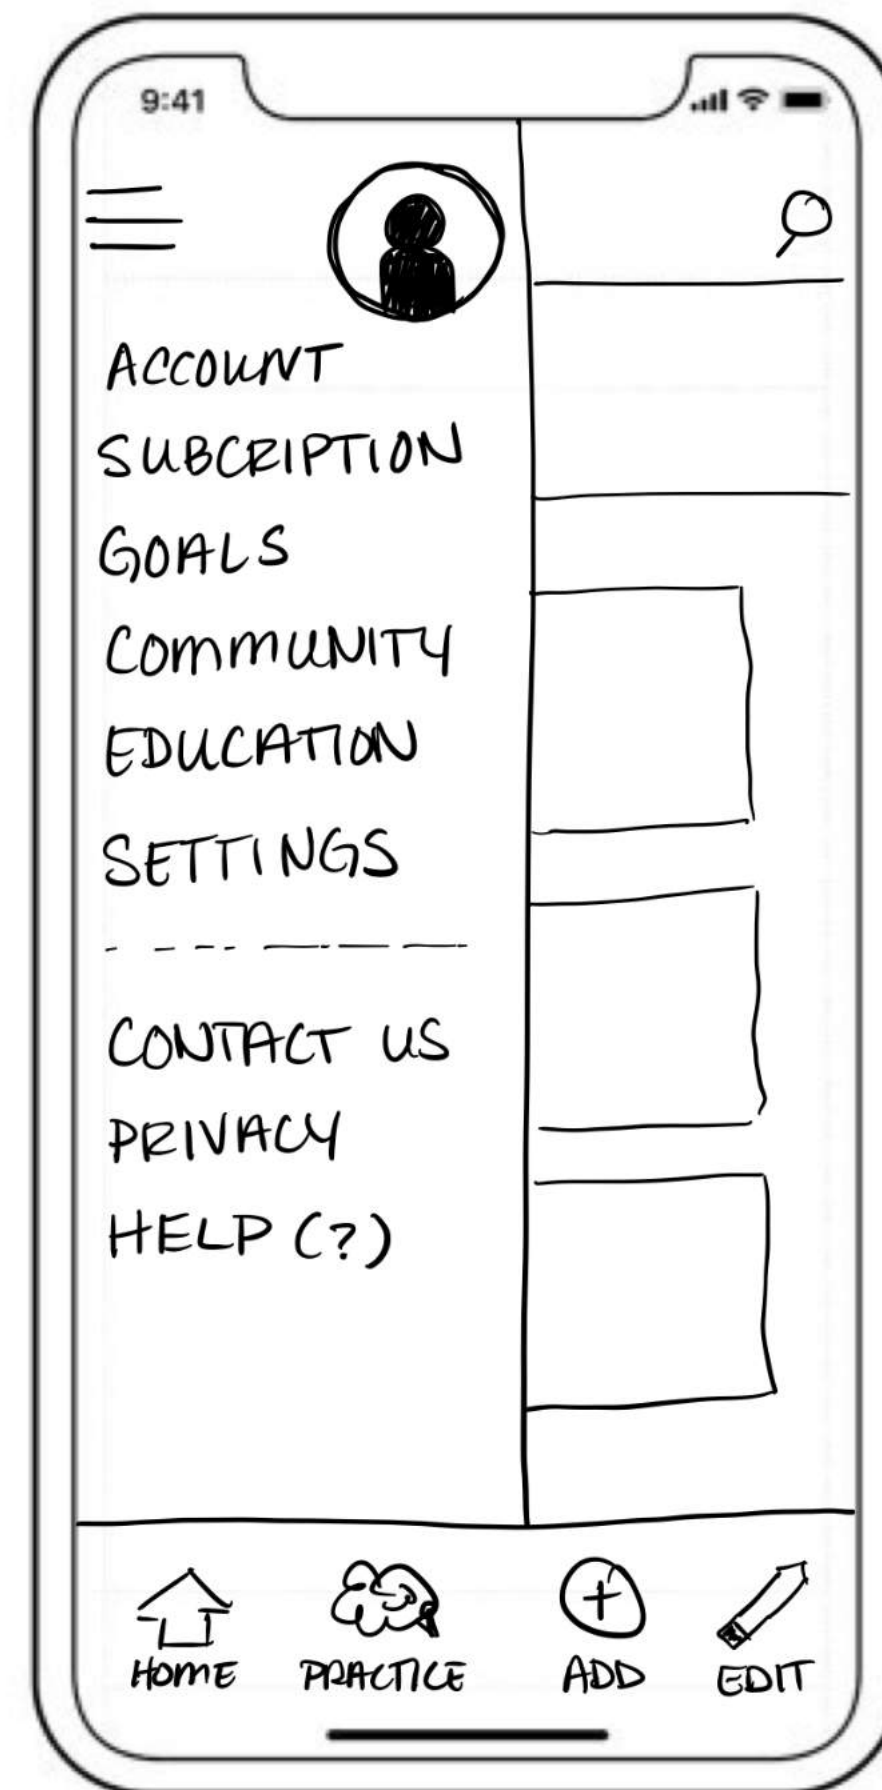 9:41
ACCOUNT
SUBCRIPTION
GOALS
COMMUNITY
EDUCATION
SETTINGS
CONTACT US
PRIVACY
HELP (?)
HOME PRACTICE ADD EDIT